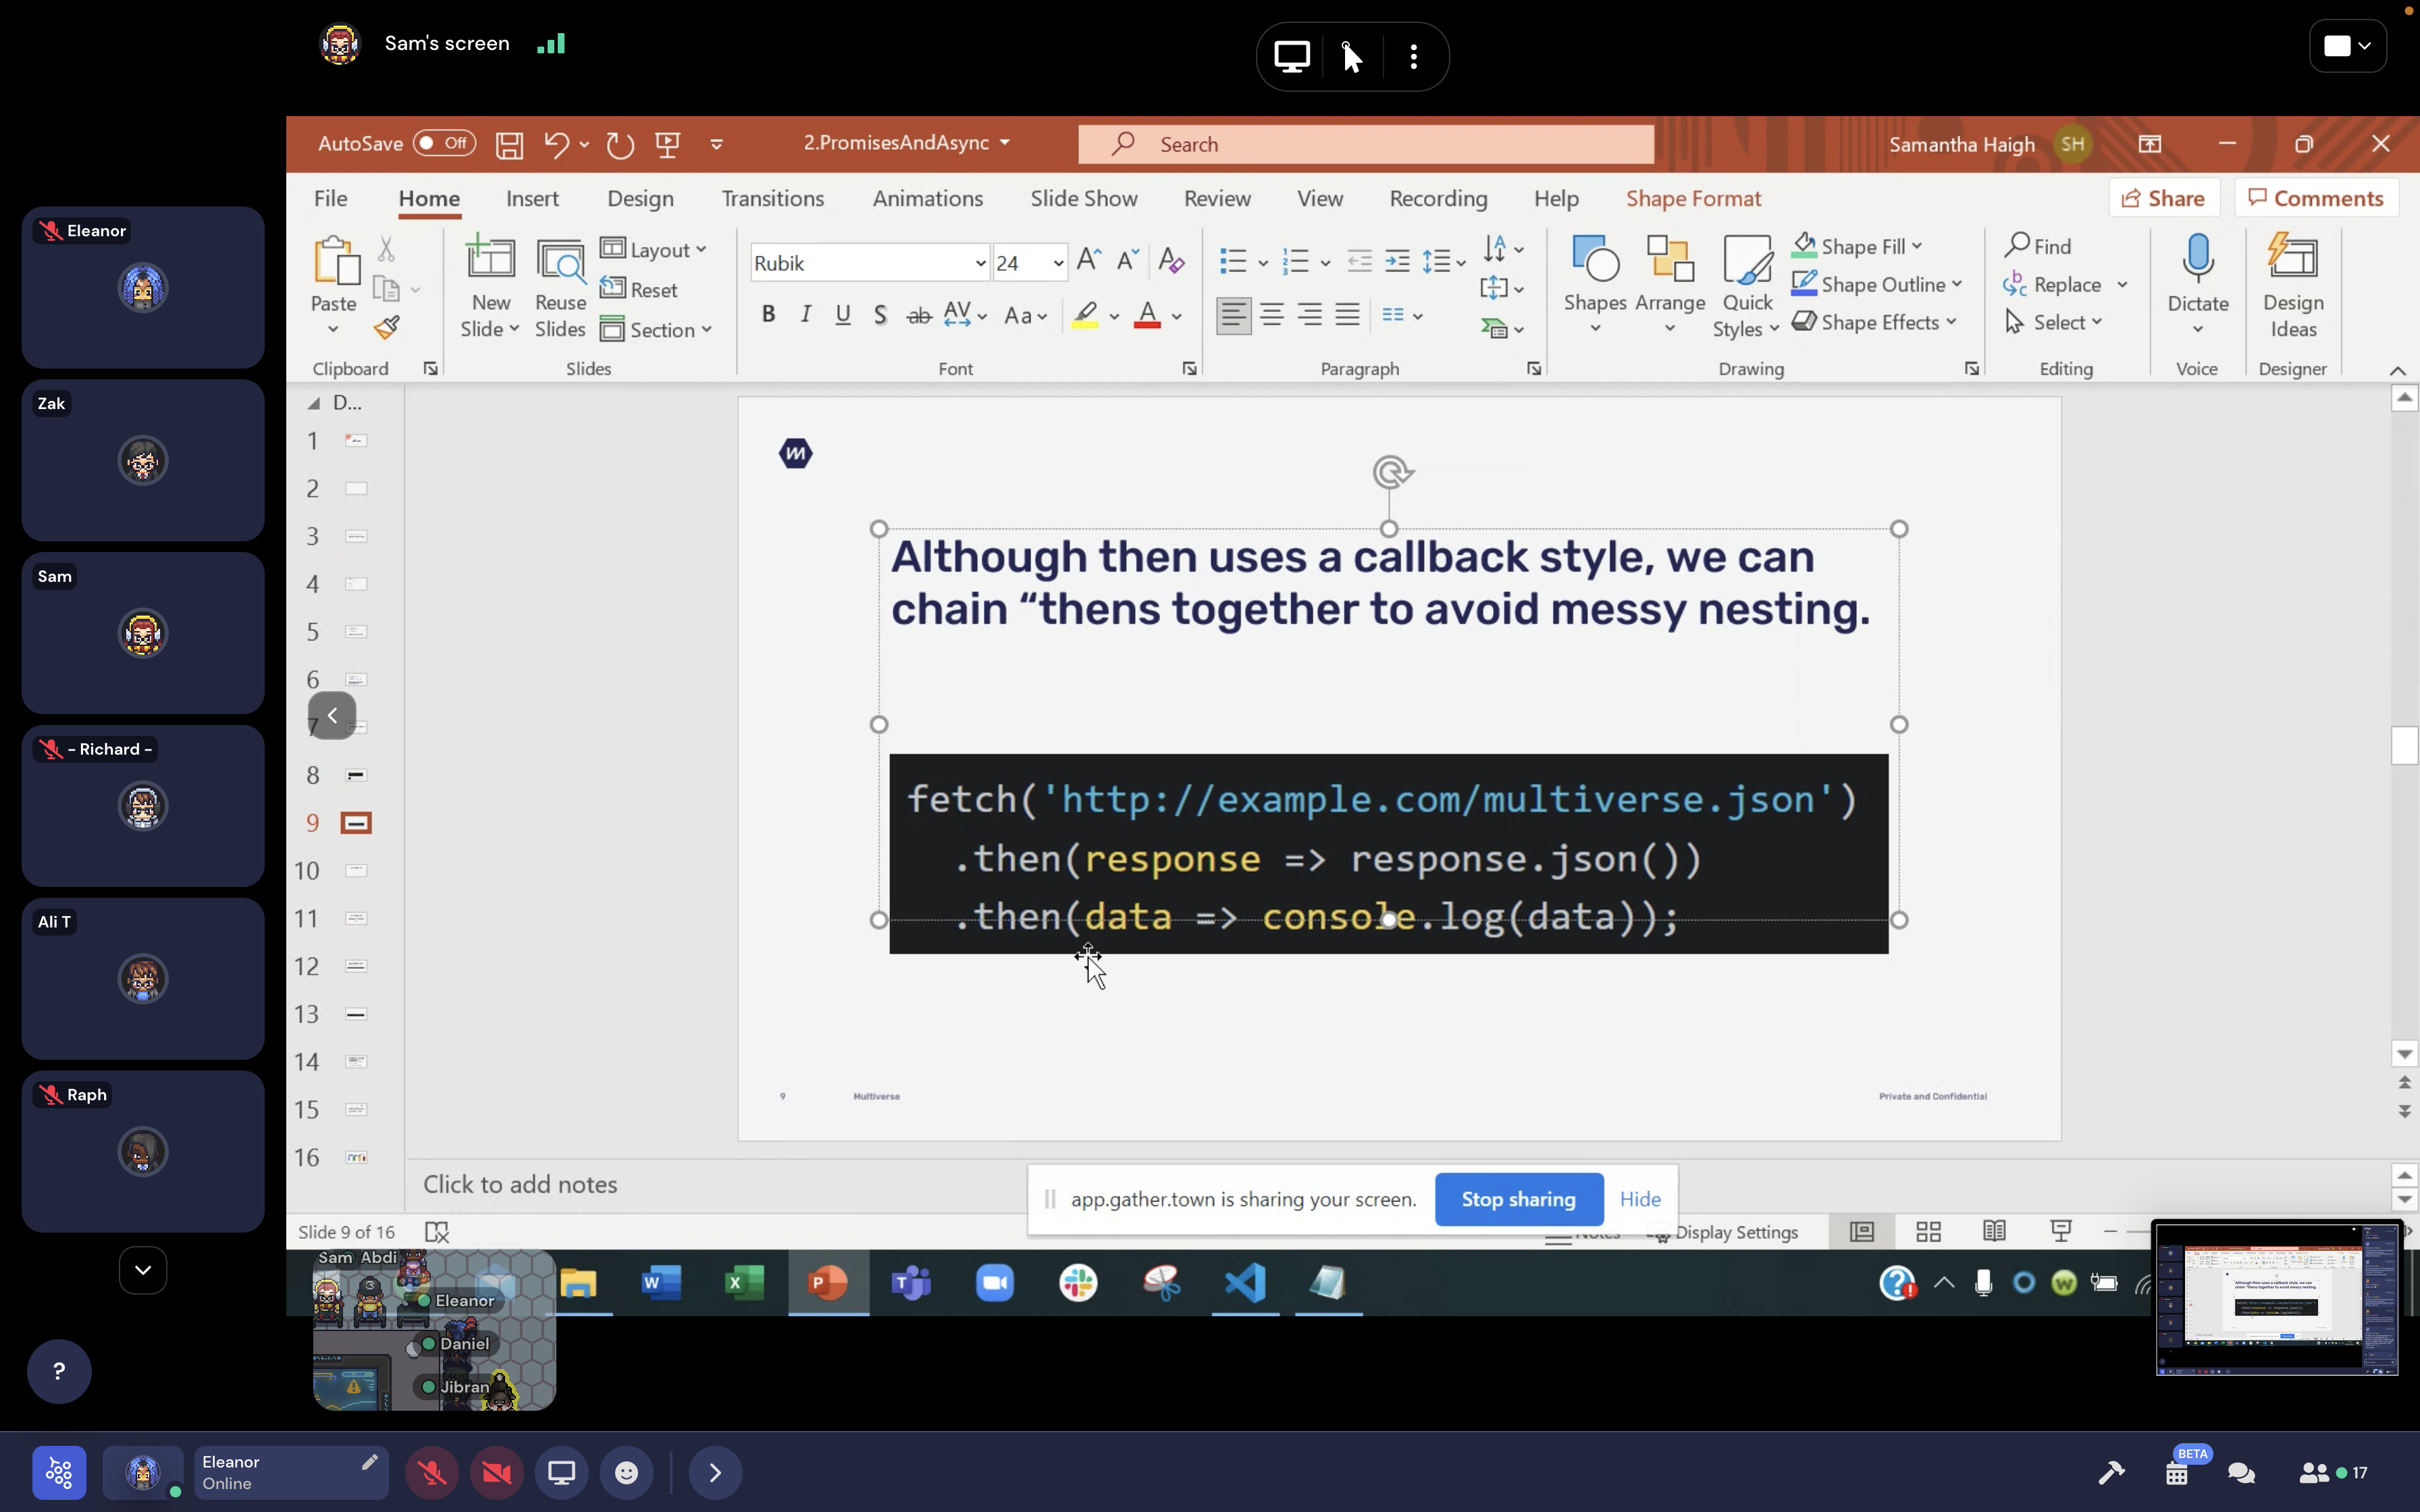 Sam's screen
AutoSave Off
2.PromisesAndAsync
Search
Samantha Haigh SH
File Home Insert Design Transitions Animations Slide Show Review View Recording Help Shape Format
Share Comments
Paste
Clipboard
New Slide
Reuse Slides
Layout
Reset
Section
Slides
Rubik 24
B I U S ab AV Aa A
Font
Paragraph
Shapes Arrange Quick Styles
Shape Fill
Shape Outline
Shape Effects
Drawing
Find
Replace
Select
Editing
Dictate
Voice
Design Ideas
Designer
Eleanor
Zak
Sam
- Richard -
Ali T
Raph
D...
1
2
3
4
5
6
7
8
9
10
11
12
13
14
15
16
Although then uses a callback style, we can
chain “thens together to avoid messy nesting.
fetch('http://example.com/multiverse.json')
.then(response => response.json())
.then(data => console.log(data));
9 Multiverse Private and Confidential
Click to add notes
app.gather.town is sharing your screen. Stop sharing Hide
Slide 9 of 16
Notes Display Settings
Sam Abdi
Eleanor
Daniel
Jibran
?
Eleanor
Online
BETA
17